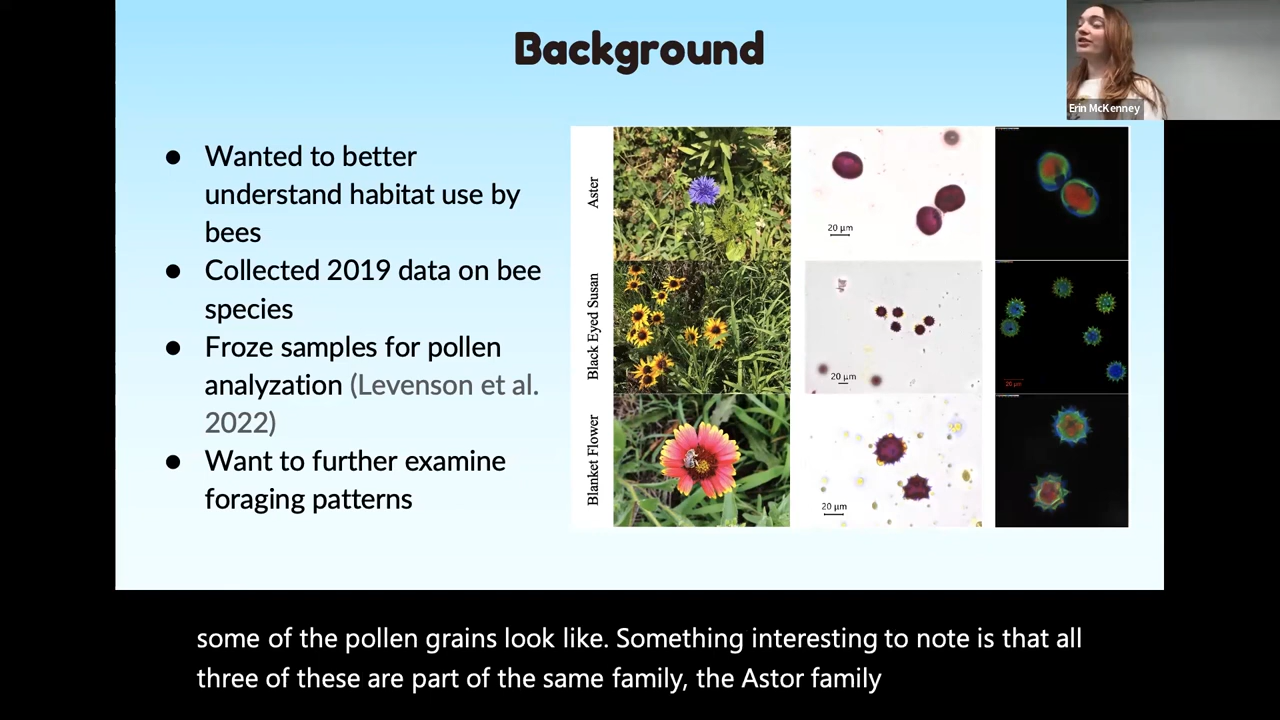 Background
Erin McKenney
● Wanted to better
understand habitat use by
bees
● Collected 2019 data on bee
species
● Froze samples for pollen
analyzation (Levenson et al.
2022)
● Want to further examine
foraging patterns
Aster
20 µm
Black Eyed Susan
20 µm
20 µm
Blanket Flower
20 µm
some of the pollen grains look like. Something interesting to note is that all
three of these are part of the same family, the Astor family